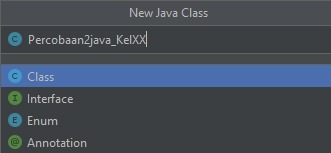 New Java Class
C Percobaan2java_KelXX
C Class
I Interface
E Enum
@ Annotation